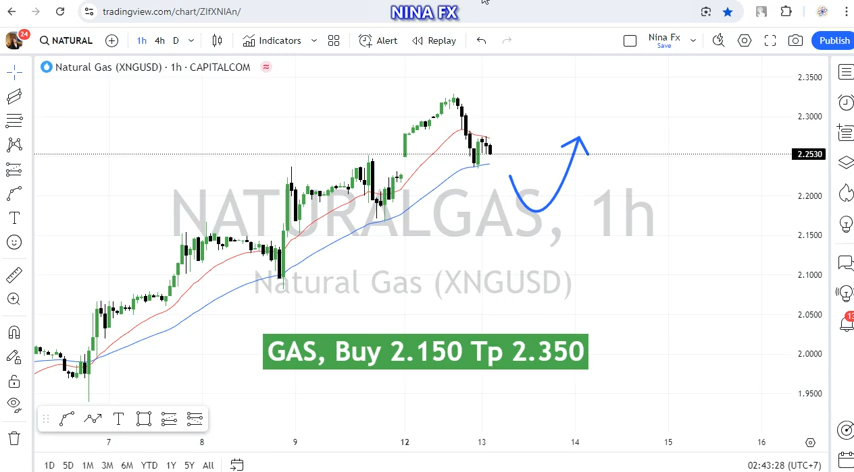 NINA FX
tradingview.com/chart/ZIfXNIAn/
24
NATURAL
1h 4h D
Indicators
Alert
Replay
Nina Fx
Save
Publish
Natural Gas (XNGUSD) · 1h · CAPITALCOM
2.3500
2.3000
2.2530
2.2000
2.1500
2.1000
2.0500
2.0000
1.9500
NATURALGAS, 1h
Natural Gas (XNGUSD)
GAS, Buy 2.150 Tp 2.350
7 8 9 12 13 14 15 16
1D 5D 1M 3M 6M YTD 1Y 5Y All
02:43:28 (UTC+7)